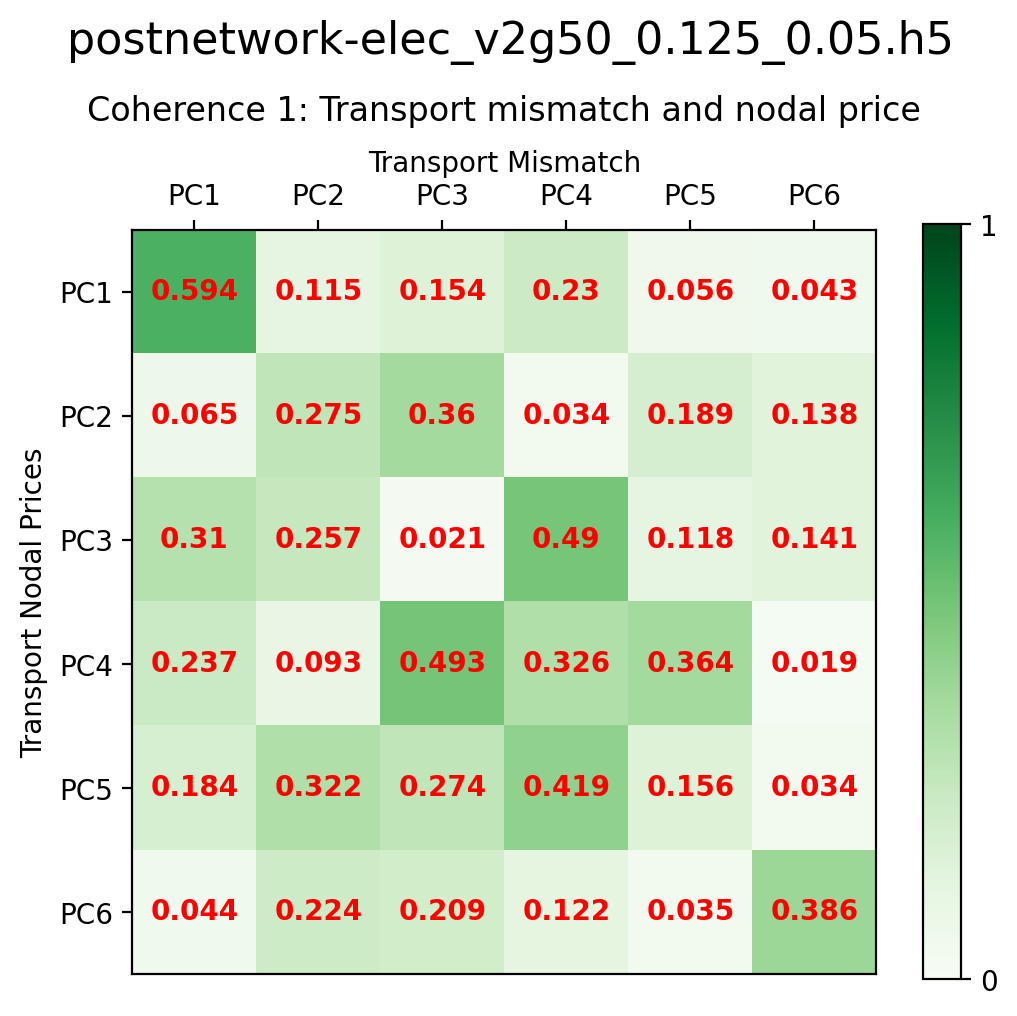 postnetwork-elec_v2g50_0.125_0.05.h5
Coherence 1: Transport mismatch and nodal price
Transport Mismatch
PC1 PC2 PC3 PC4 PC5 PC6
1
PC1 0.594 0.115 0.154 0.23 0.056 0.043
PC2 0.065 0.275 0.36 0.034 0.189 0.138
Transport Nodal Prices
PC3 0.31 0.257 0.021 0.49 0.118 0.141
PC4 0.237 0.093 0.493 0.326 0.364 0.019
PC5 0.184 0.322 0.274 0.419 0.156 0.034
PC6 0.044 0.224 0.209 0.122 0.035 0.386
0